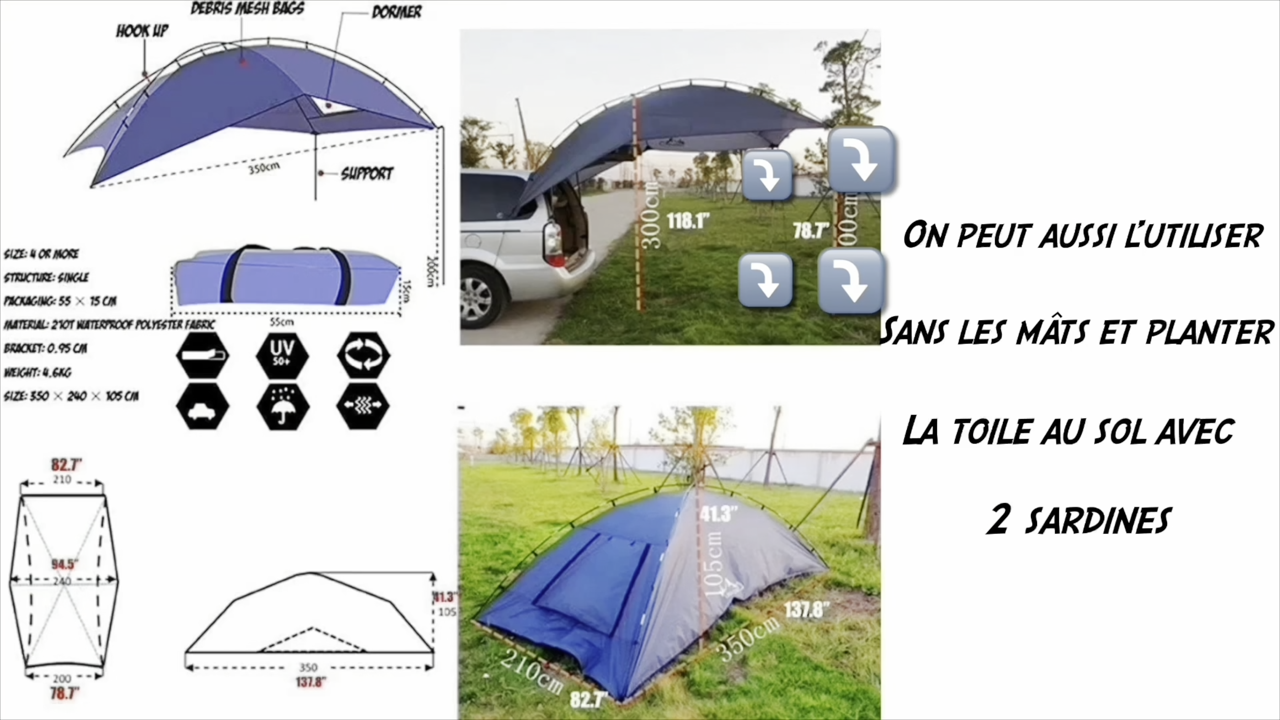 DEBRIS MESH BAGS
DORMER
HOOK UP
350cm
SUPPORT
200cm
SIZE: 4 OR MORE
STRUCTURE: SINGLE
PACKAGING: 55 × 15 CM
MATERIAL: 210T WATERPROOF POLYESTER FABRIC
BRACKET: 0.95 CM
WEIGHT: 4.6KG
SIZE: 350 × 240 × 105 CM
15cm
55cm
UV
50+
82.7"
210
94.5"
240
200
78.7"
41.3"
105
350
137.8"
300cm
118.1"
78.7"
00cm
41.3"
105cm
137.8"
350cm
210cm
82.7"
ON PEUT AUSSI L'UTILISER
SANS LES MÂTS ET PLANTER
LA TOILE AU SOL AVEC
2 SARDINES